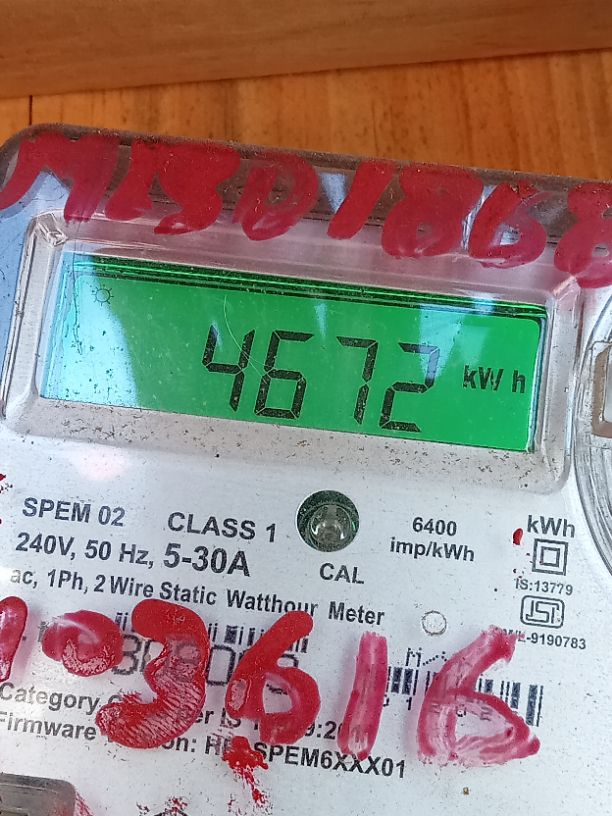 MBD1868
4672 kW h
SPEM 02 CLASS 1
6400 imp/kWh
kWh
240V, 50 Hz, 5-30A
CAL
IS:13779
ac, 1Ph, 2 Wire Static Watthour Meter
-9190783
-3616
Category
Firmware
SPEM6XXX01